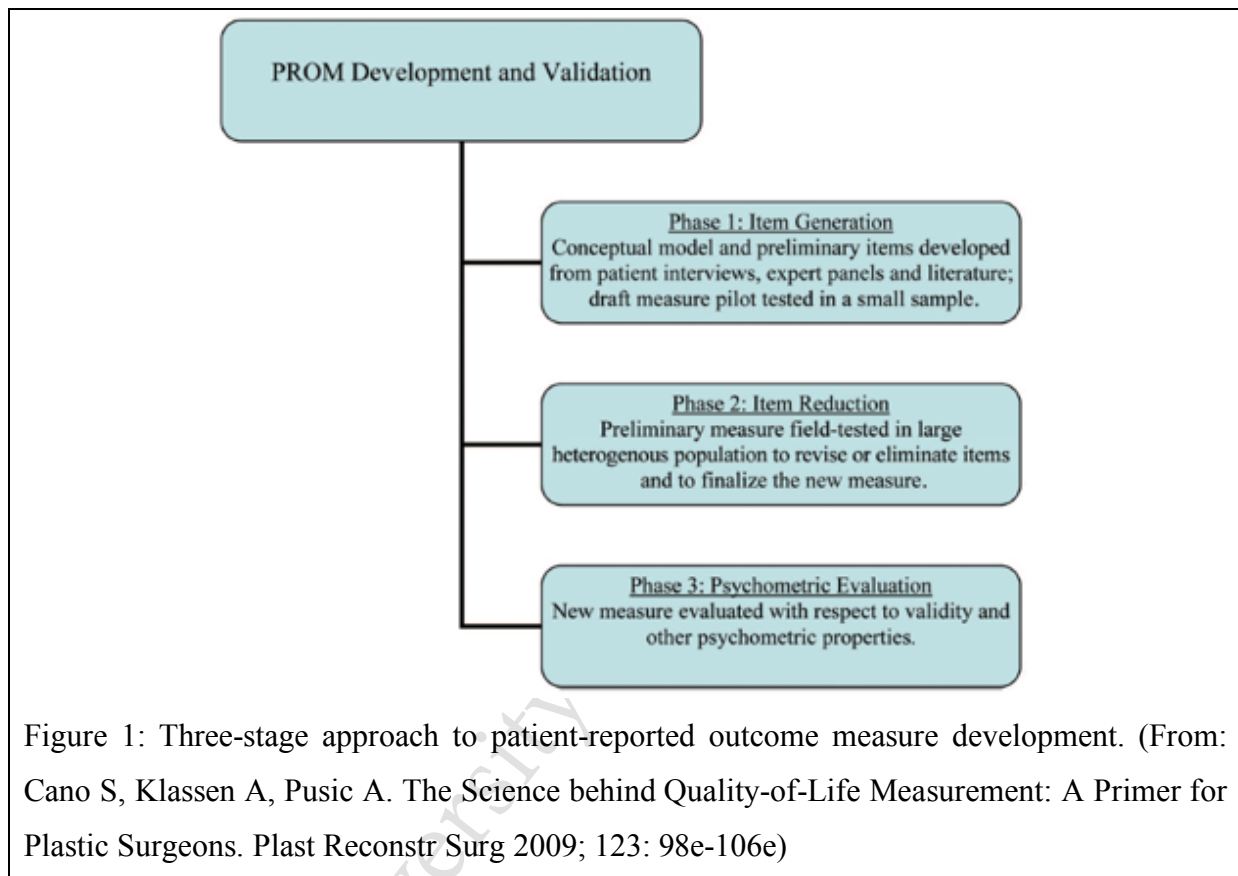 PROM Development and Validation
Phase 1: Item Generation
Conceptual model and preliminary items developed
from patient interviews, expert panels and literature;
draft measure pilot tested in a small sample.
Phase 2: Item Reduction
Preliminary measure field-tested in large
heterogenous population to revise or eliminate items
and to finalize the new measure.
Phase 3: Psychometric Evaluation
New measure evaluated with respect to validity and
other psychometric properties.
Figure 1: Three-stage approach to patient-reported outcome measure development. (From:
Cano S, Klassen A, Pusic A. The Science behind Quality-of-Life Measurement: A Primer for
Plastic Surgeons. Plast Reconstr Surg 2009; 123: 98e-106e)